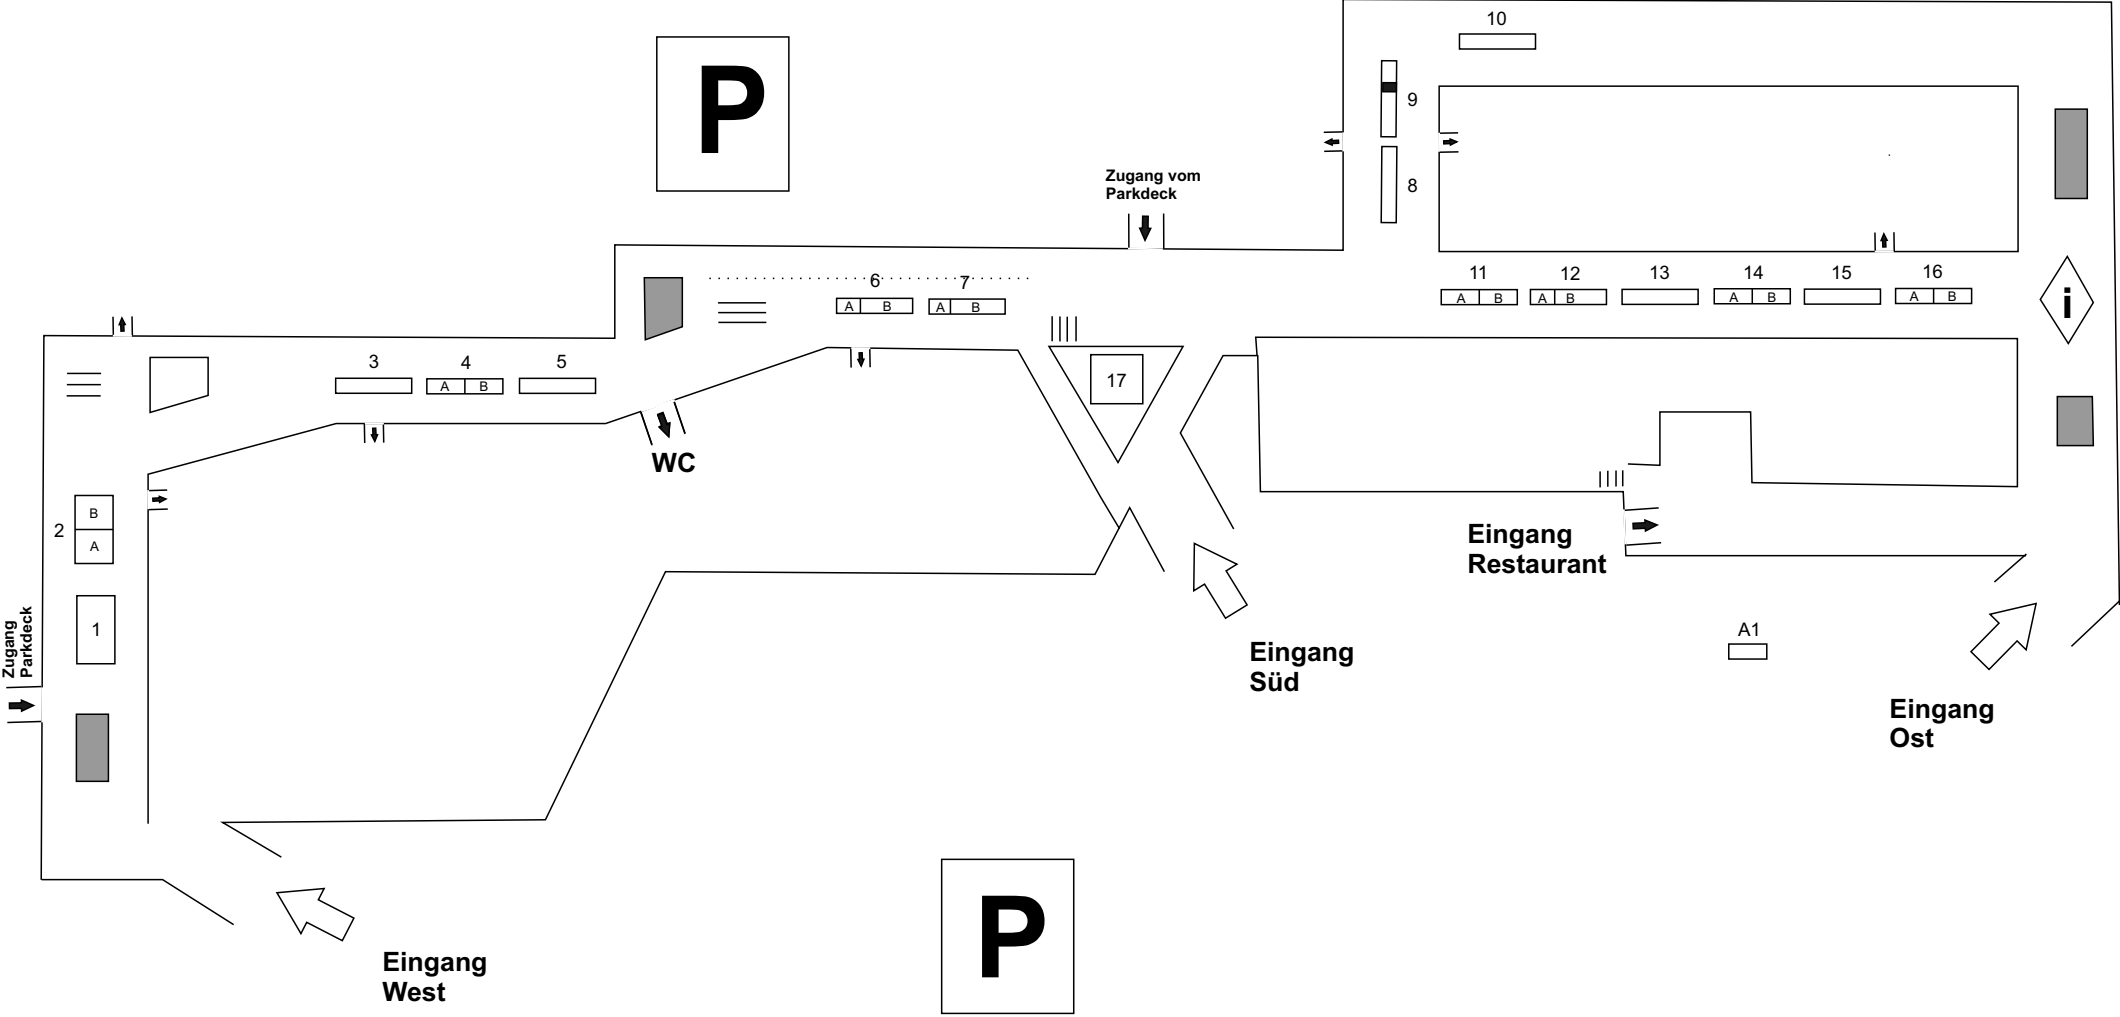 10
P
9
Zugang vom
Parkdeck
8
6
7
11
12
13
14
15
16
A B
A B
A B
A B
A B
A B
i
3
4
5
A B
17
WC
B
2
A
Eingang
Restaurant
Zugang
Parkdeck
1
Eingang
Süd
A1
Eingang
Ost
P
Eingang
West